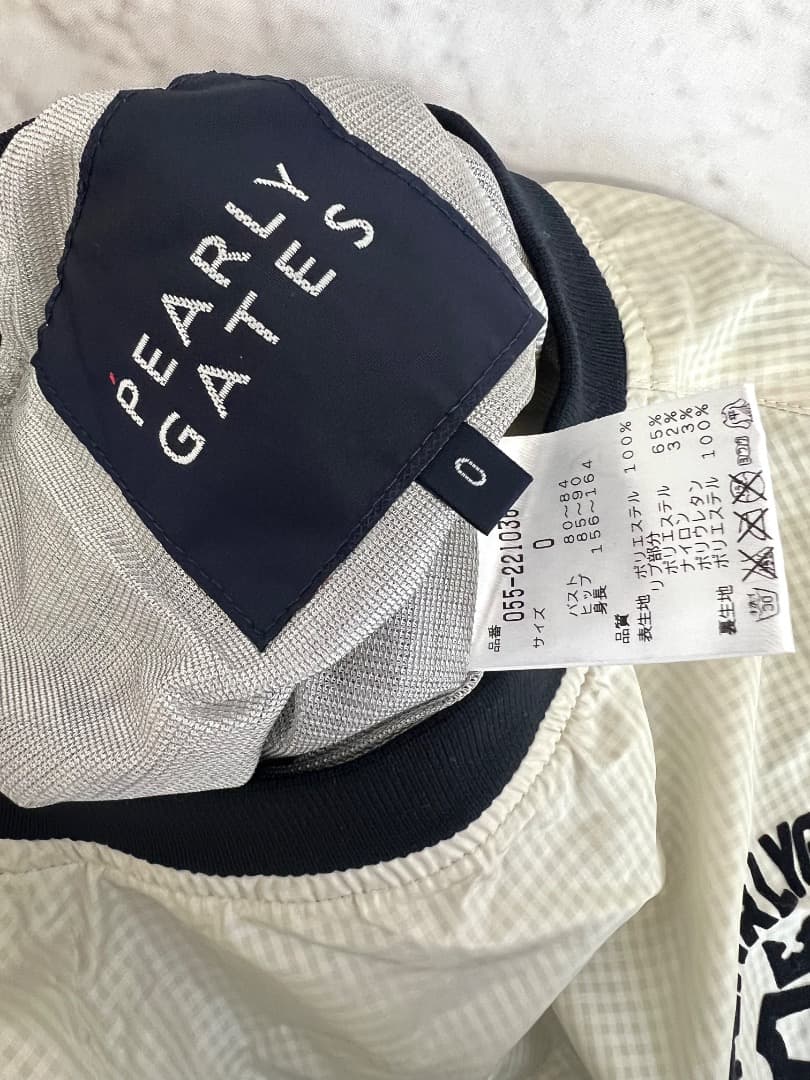 PEARLY
GATES
0
品番
055-221030
サイズ
0
バスト 80～84
ヒップ 85～90
身長 156～164
品質
表生地 ポリエステル 100%
リブ部分
ポリエステル 65%
ナイロン 32%
ポリウレタン 3%
裏生地 ポリエステル 100%